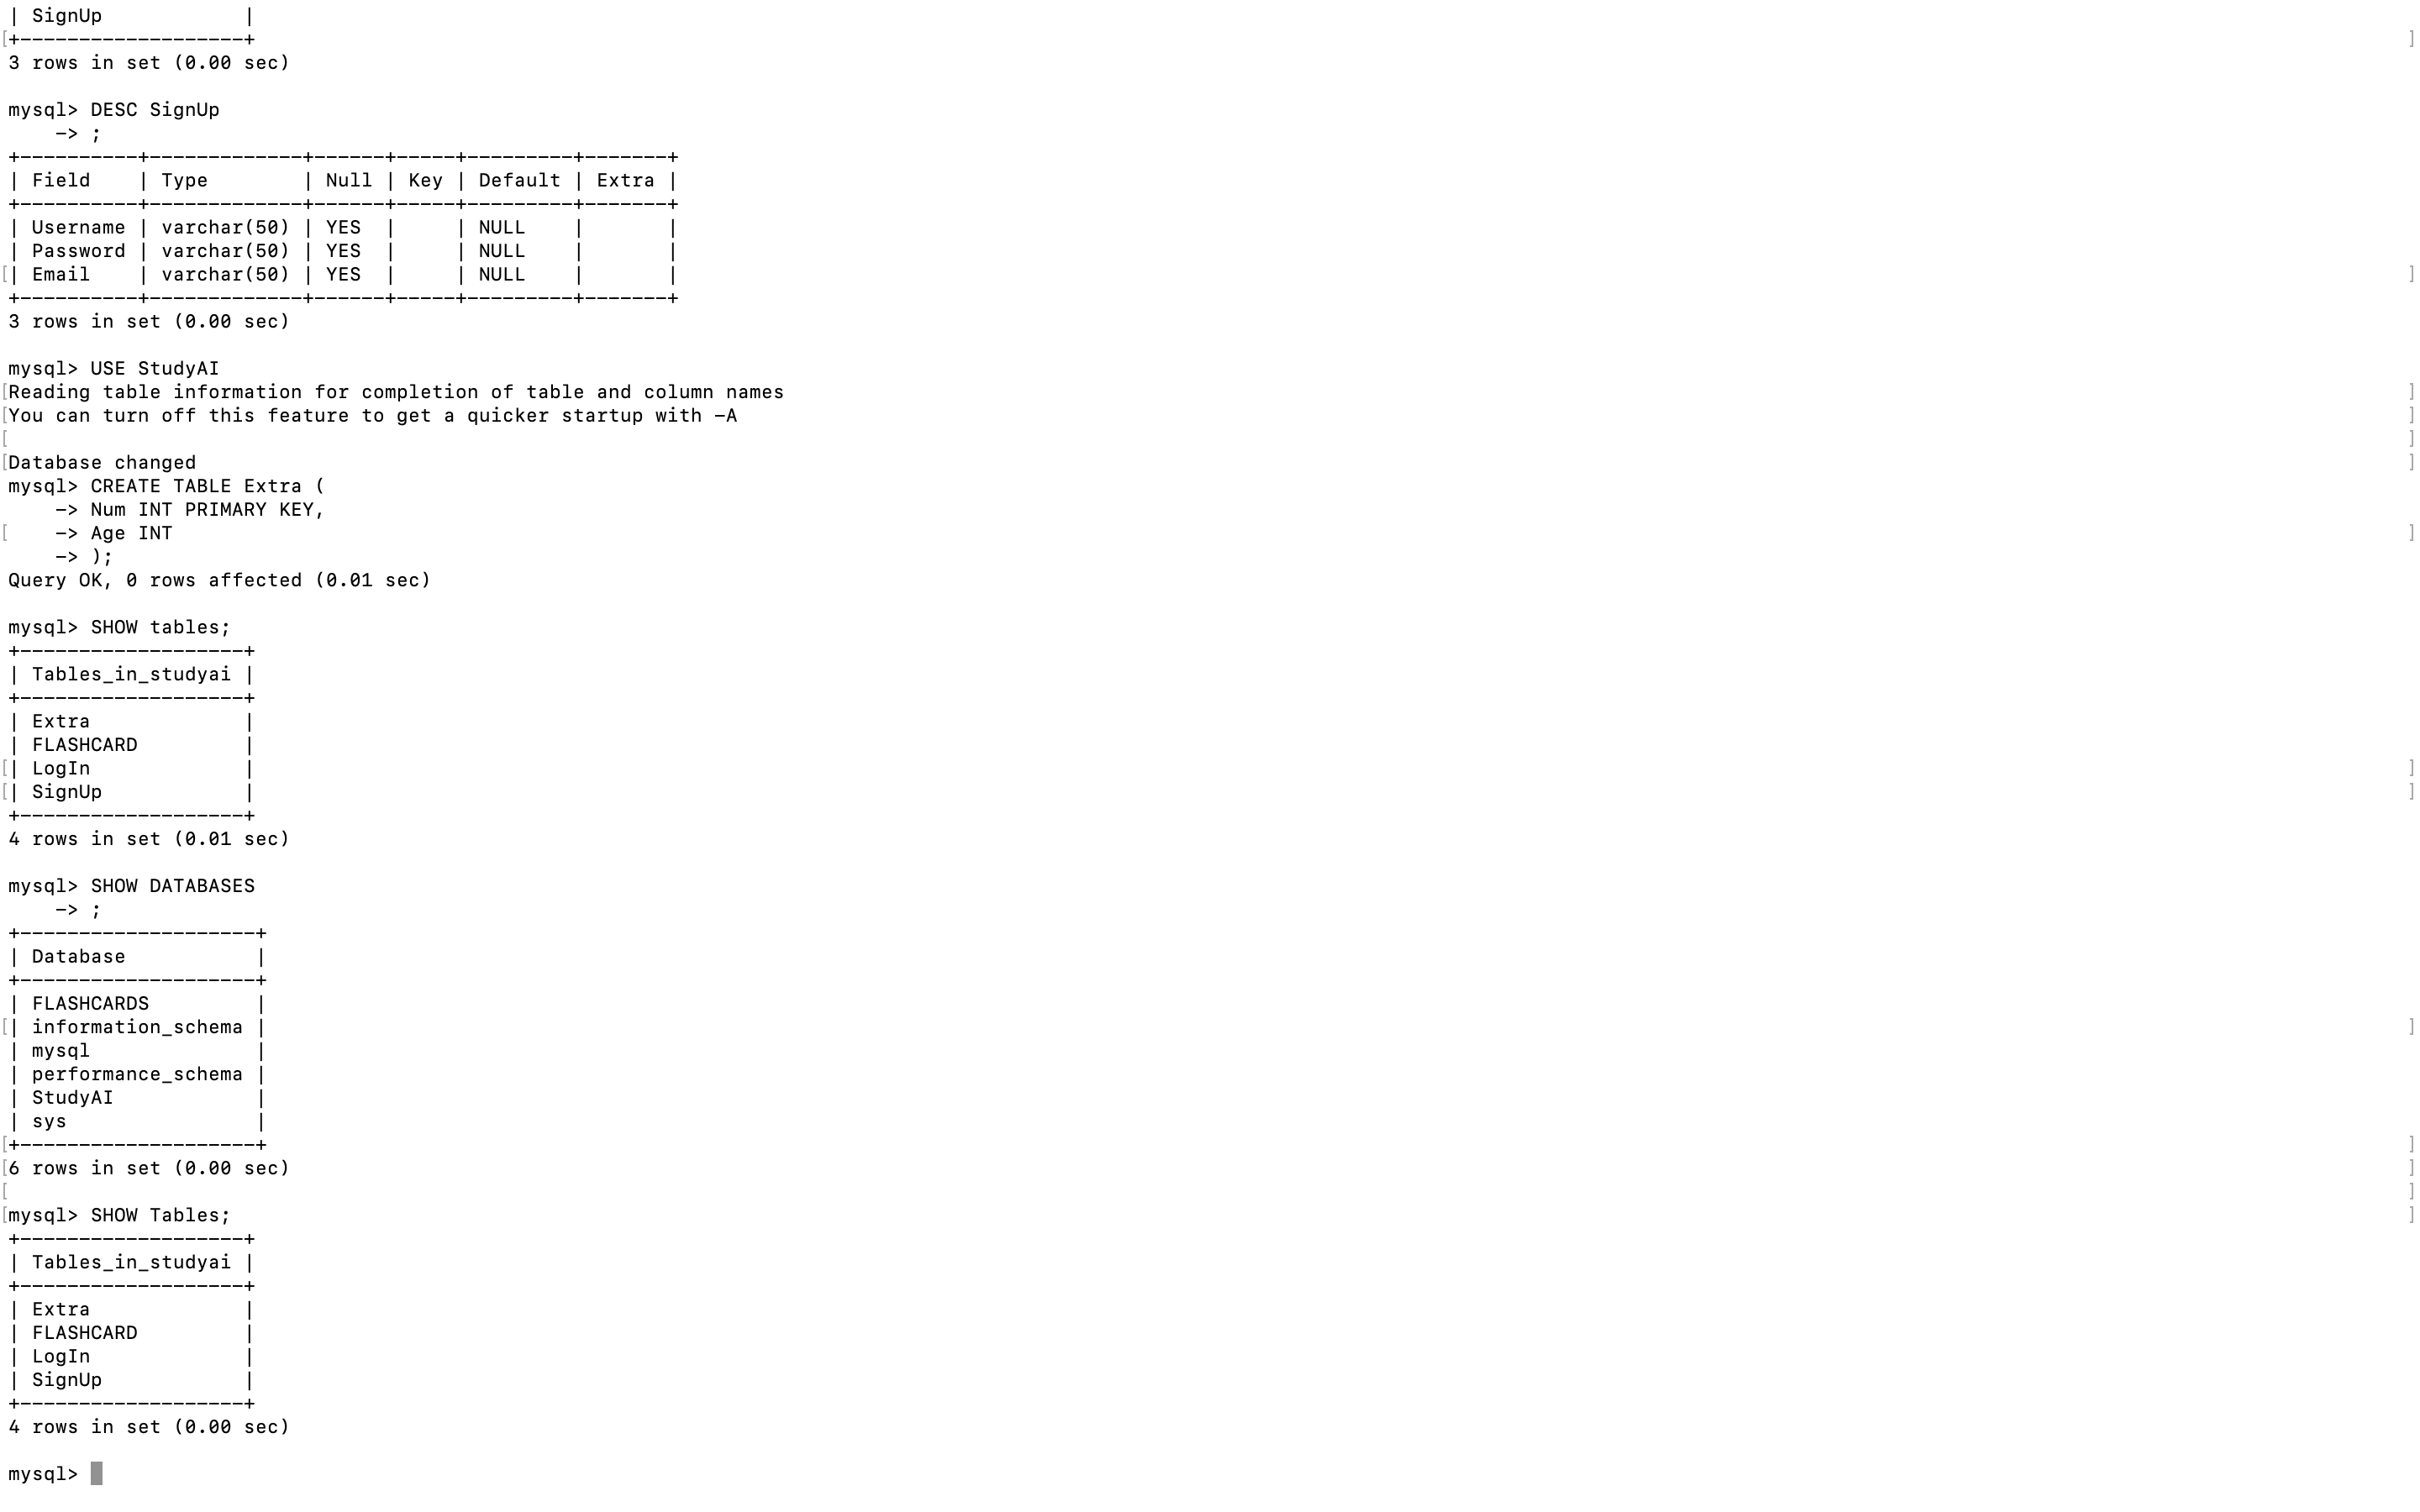 | SignUp            |
+-------------------+
3 rows in set (0.00 sec)

mysql> DESC SignUp
    -> ;
+----------+-------------+------+-----+---------+-------+
| Field    | Type        | Null | Key | Default | Extra |
+----------+-------------+------+-----+---------+-------+
| Username | varchar(50) | YES  |     | NULL    |       |
| Password | varchar(50) | YES  |     | NULL    |       |
| Email    | varchar(50) | YES  |     | NULL    |       |
+----------+-------------+------+-----+---------+-------+
3 rows in set (0.00 sec)

mysql> USE StudyAI
Reading table information for completion of table and column names
You can turn off this feature to get a quicker startup with -A

Database changed
mysql> CREATE TABLE Extra (
    -> Num INT PRIMARY KEY,
    -> Age INT
    -> );
Query OK, 0 rows affected (0.01 sec)

mysql> SHOW tables;
+-------------------+
| Tables_in_studyai |
+-------------------+
| Extra             |
| FLASHCARD         |
| LogIn             |
| SignUp            |
+-------------------+
4 rows in set (0.01 sec)

mysql> SHOW DATABASES
    -> ;
+--------------------+
| Database           |
+--------------------+
| FLASHCARDS         |
| information_schema |
| mysql              |
| performance_schema |
| StudyAI            |
| sys                |
+--------------------+
6 rows in set (0.00 sec)

mysql> SHOW Tables;
+-------------------+
| Tables_in_studyai |
+-------------------+
| Extra             |
| FLASHCARD         |
| LogIn             |
| SignUp            |
+-------------------+
4 rows in set (0.00 sec)

mysql>